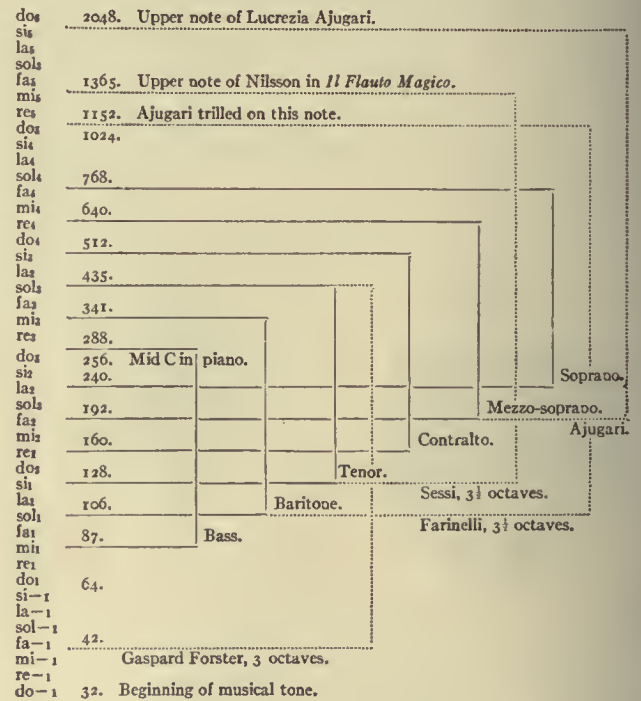 do6 2048. Upper note of Lucrezia Ajugari.
si5
la5
sol5
fa5 1365. Upper note of Nilsson in Il Flauto Magico.
mi5
re5 1152. Ajugari trilled on this note.
do5 1024.
si4
la4
sol4 768.
fa4
mi4 640.
re4
do4 512.
si3
la3 435.
sol3
fa3 341.
mi3
re3 288.
do3 256. Mid C in piano.
si2 240. Soprano.
la2
sol2 192. Mezzo-soprano.
fa2 Ajugari.
mi2 160. Contralto.
re2
do2 128. Tenor.
si1 Sessi, 3½ octaves.
la1 106. Baritone.
sol1 Farinelli, 3½ octaves.
fa1 87. Bass.
mi1
re1
do1 64.
si—1
la—1
sol—1
fa—1 42.
mi—1 Gaspard Forster, 3 octaves.
re—1
do—1 32. Beginning of musical tone.